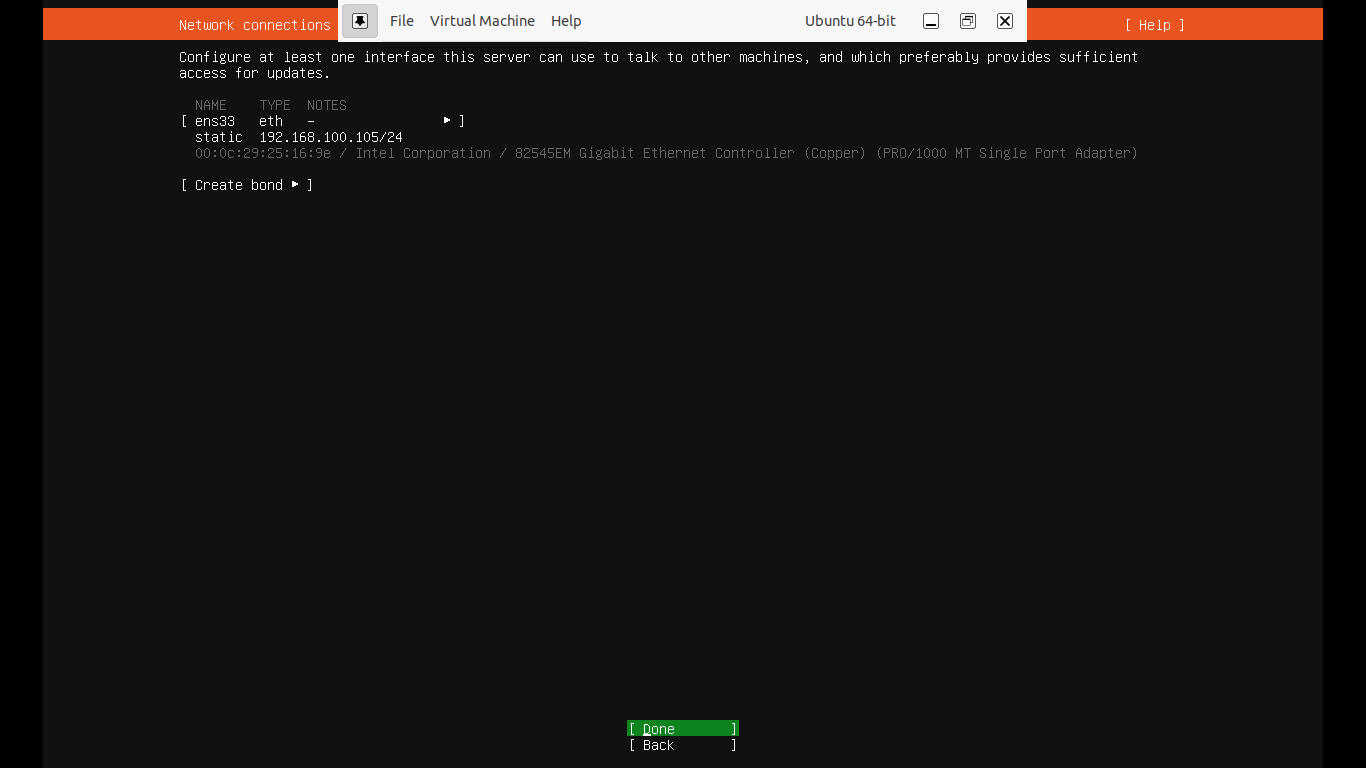 Network connections
File Virtual Machine Help
Ubuntu 64-bit
[ Help ]
Configure at least one interface this server can use to talk to other machines, and which preferably provides sufficient
access for updates.
NAME TYPE NOTES
[ ens33 eth – ▸ ]
static 192.168.100.105/24
00:0c:29:25:16:9e / Intel Corporation / 82545EM Gigabit Ethernet Controller (Copper) (PRO/1000 MT Single Port Adapter)
[ Create bond ▸ ]
[ Done ]
[ Back ]